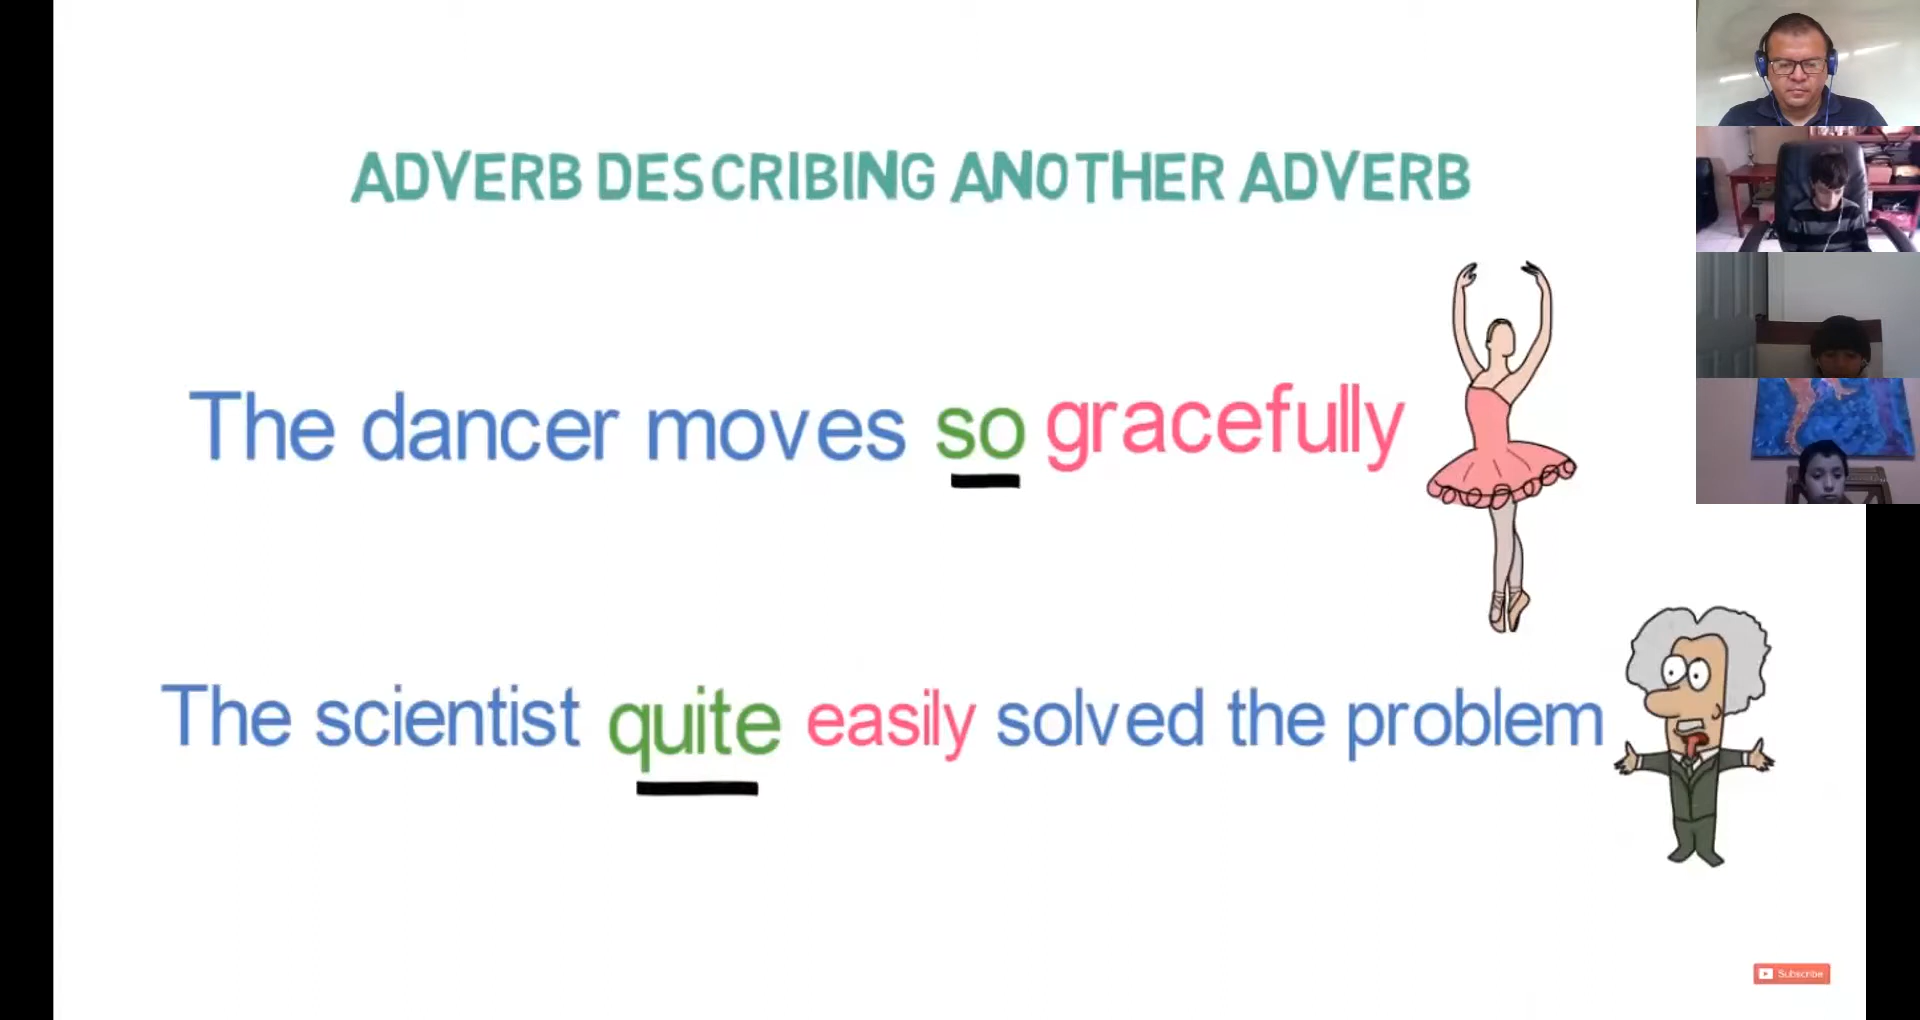 ADVERB DESCRIBING ANOTHER ADVERB
The dancer moves so gracefully
The scientist quite easily solved the problem
Subscribe